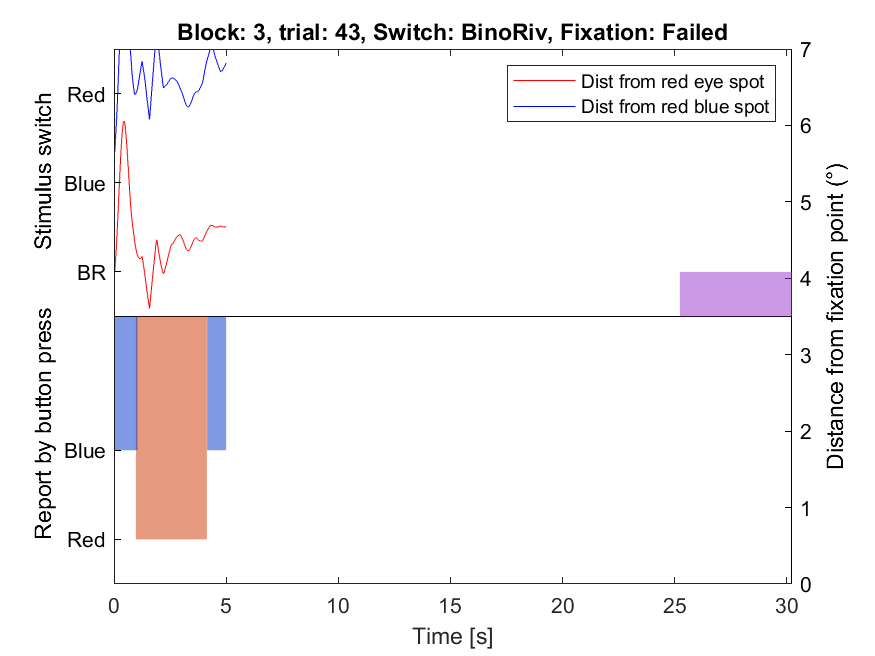 Block: 3, trial: 43, Switch: BinoRiv, Fixation: Failed
Dist from red eye spot
Dist from red blue spot
Stimulus switch
Red
Blue
BR
Report by button press
Blue
Red
7
6
5
4
3
2
1
0
Distance from fixation point (°)
0 5 10 15 20 25 30
Time [s]